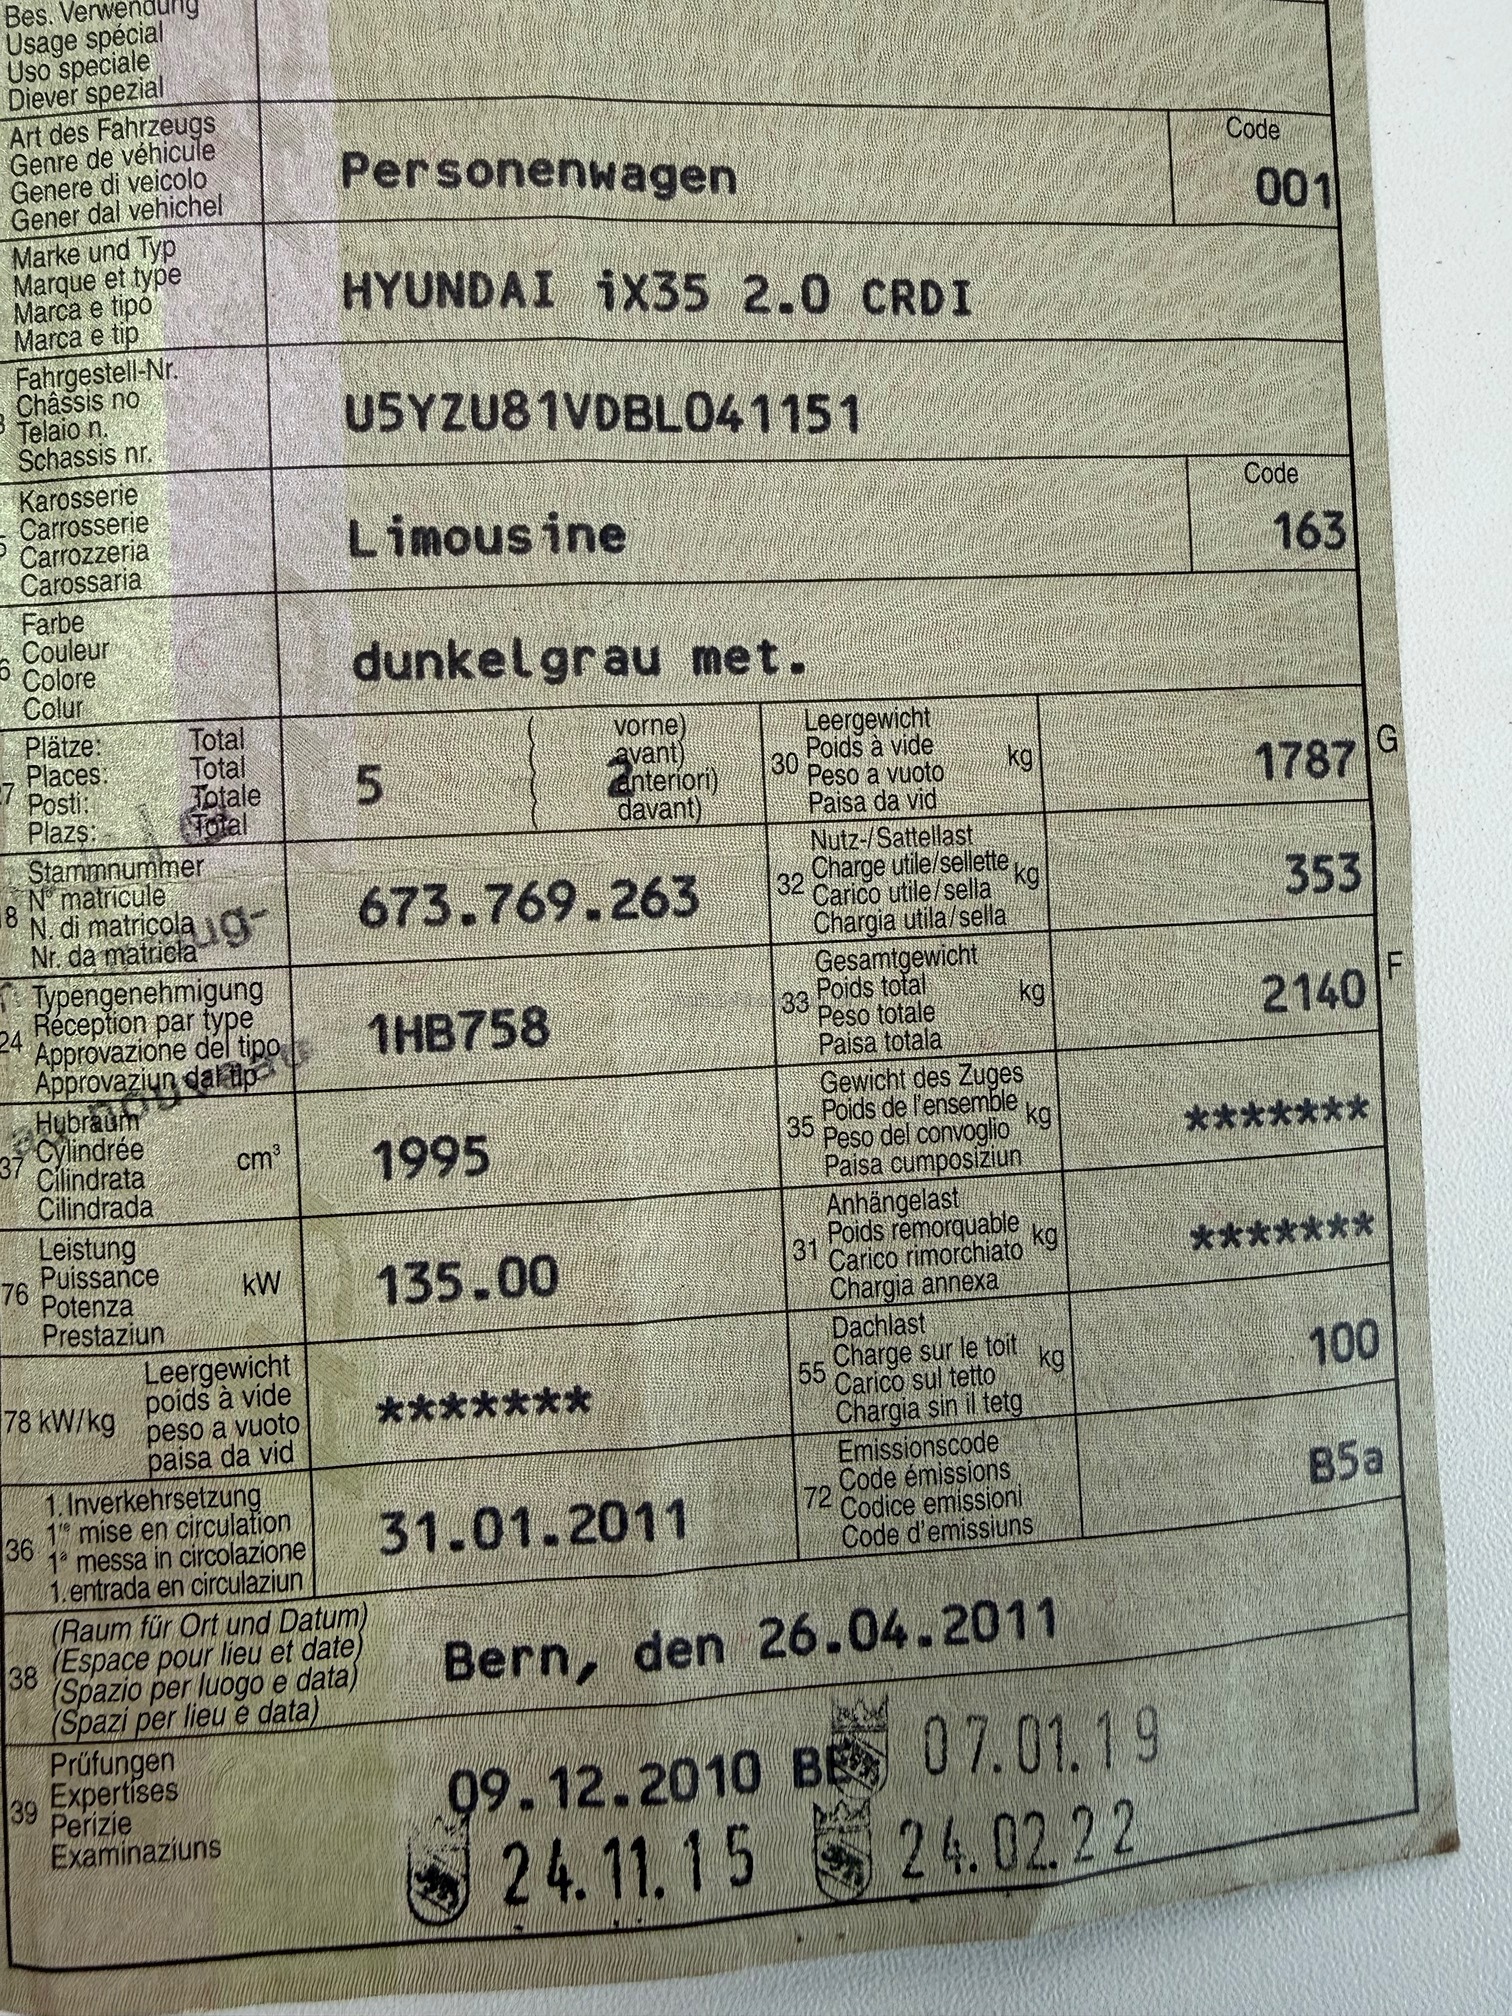 Bes. Verwendung
Usage spécial
Uso speciale
Diever spezial
Art des Fahrzeugs
Genre de véhicule
Genere di veicolo
Gener dal vehichel
Personenwagen
Code
001
Marke und Typ
Marque et type
Marca e tipo
Marca e tip
HYUNDAI iX35 2.0 CRDI
Fahrgestell-Nr.
Châssis no
Telaio n.
Schassis nr.
U5YZU81VDBL041151
Karosserie
Carrosserie
Carrozzeria
Carossaria
Limousine
Code
163
Farbe
Couleur
Colore
Colur
dunkelgrau met.
Plätze: Total
Places: Total
Posti: Totale
Plazs: Total
5
vorne)
avant)
anteriori)
davant)
2
30
Leergewicht
Poids à vide
Peso a vuoto
Paisa da vid
kg
1787
G
Stammnummer
N° matricule
N. di matricola
Nr. da matricla
673.769.263
32
Nutz-/Sattellast
Charge utile/sellette
Carico utile/sella
Chargia utila/sella
kg
353
24
Typengenehmigung
Réception par type
Approvazione del tipo
Approvaziun dal tip
1HB758
33
Gesamtgewicht
Poids total
Peso totale
Paisa totala
kg
2140
F
37
Hubraum
Cylindrée
Cilindrata
Cilindrada
cm³
1995
35
Gewicht des Zuges
Poids de l'ensemble
Peso del convoglio
Paisa cumposiziun
kg
*******
76
Leistung
Puissance
Potenza
Prestaziun
kW
135.00
31
Anhängelast
Poids remorquable
Carico rimorchiato
Chargia annexa
kg
*******
78 kW/kg
Leergewicht
poids à vide
peso a vuoto
paisa da vid
*******
55
Dachlast
Charge sur le toit
Carico sul tetto
Chargia sin il tetg
kg
100
36
1. Inverkehrsetzung
1re mise en circulation
1a messa in circolazione
1. entrada en circulaziun
31.01.2011
72
Emissionscode
Code émissions
Codice emissioni
Code d'emissiuns
B5a
38
(Raum für Ort und Datum)
(Espace pour lieu et date)
(Spazio per luogo e data)
(Spazi per lieu e data)
Bern, den 26.04.2011
39
Prüfungen
Expertises
Perizie
Examinaziuns
09.12.2010 BE
07.01.19
24.11.15
24.02.22